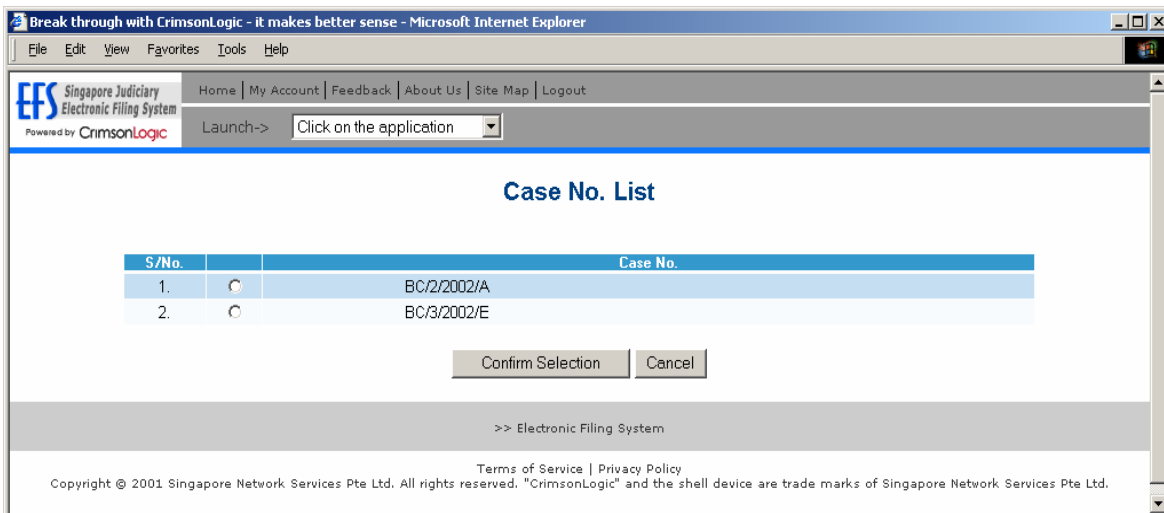 Break through with CrimsonLogic - it makes better sense - Microsoft Internet Explorer
File Edit View Favorites Tools Help
EFS Singapore Judiciary Electronic Filing System
Powered by CrimsonLogic
Home | My Account | Feedback | About Us | Site Map | Logout
Launch-> Click on the application
Case No. List
S/No. Case No.
1. BC/2/2002/A
2. BC/3/2002/E
Confirm Selection Cancel
>> Electronic Filing System
Terms of Service | Privacy Policy
Copyright @ 2001 Singapore Network Services Pte Ltd. All rights reserved. "CrimsonLogic" and the shell device are trade marks of Singapore Network Services Pte Ltd.